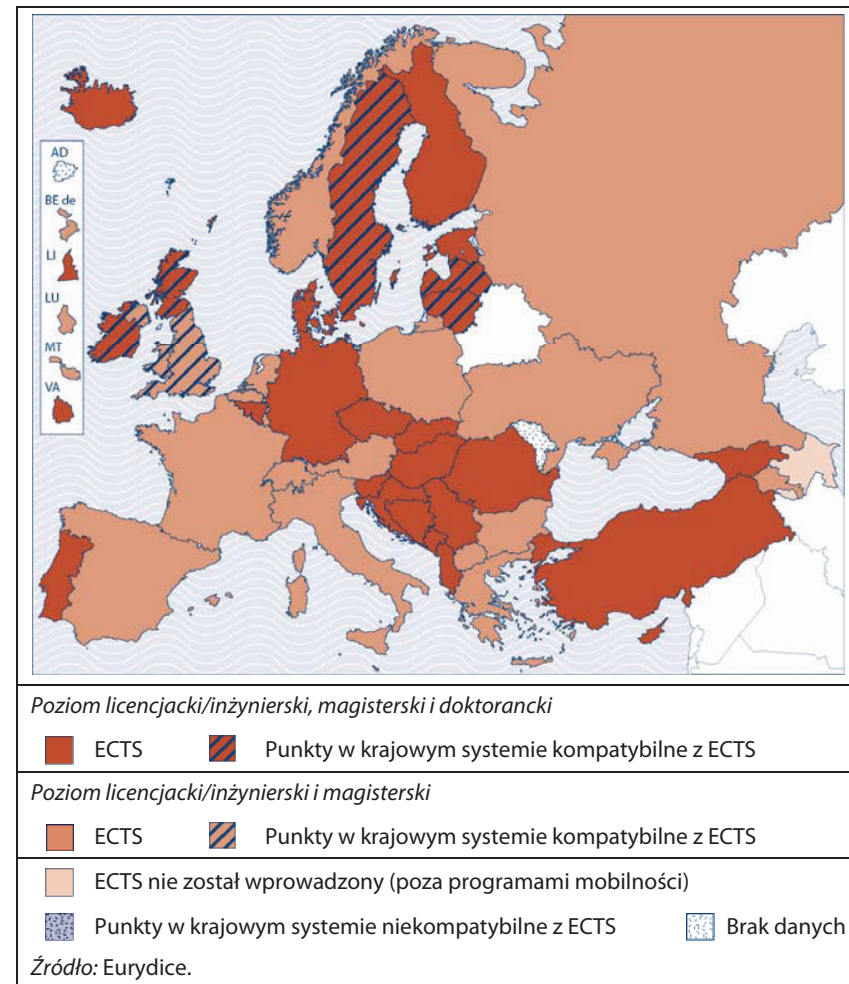 AD
BE de
LI
LU
MT
VA
Poziom licencjacki/inżynierski, magisterski i doktorancki
ECTS Punkty w krajowym systemie kompatybilne z ECTS
Poziom licencjacki/inżynierski i magisterski
ECTS Punkty w krajowym systemie kompatybilne z ECTS
ECTS nie został wprowadzony (poza programami mobilności)
Punkty w krajowym systemie niekompatybilne z ECTS Brak danych
Źródło: Eurydice.